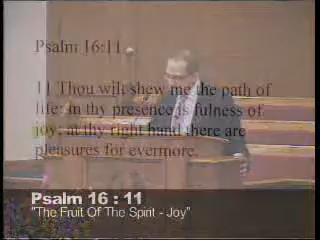 Psalm 16:11
11 Thou wilt shew me the path of
life: in thy presence is fulness of
joy; at thy right hand there are
pleasures for evermore.
Psalm 16 : 11
"The Fruit Of The Spirit - Joy"